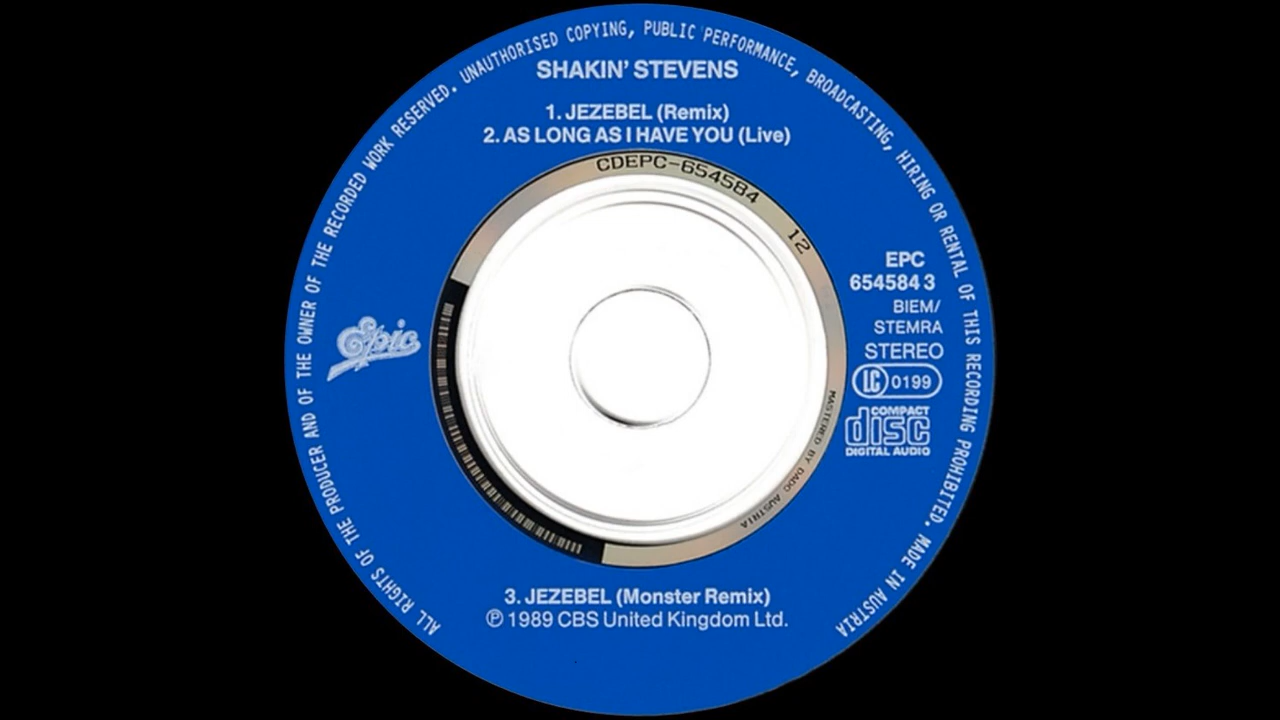 ALL RIGHTS OF THE PRODUCER AND OF THE OWNER OF THE RECORDED WORK RESERVED. UNAUTHORISED COPYING, PUBLIC PERFORMANCE, BROADCASTING, HIRING OR RENTAL OF THIS RECORDING PROHIBITED. MADE IN AUSTRIA
SHAKIN' STEVENS
1. JEZEBEL (Remix)
2. AS LONG AS I HAVE YOU (Live)
CDEPC-654584 12
Epic
EPC
654584 3
BIEM/
STEMRA
STEREO
LC 0199
COMPACT
disc
DIGITAL AUDIO
MASTERED BY DADC AUSTRIA
3. JEZEBEL (Monster Remix)
℗ 1989 CBS United Kingdom Ltd.